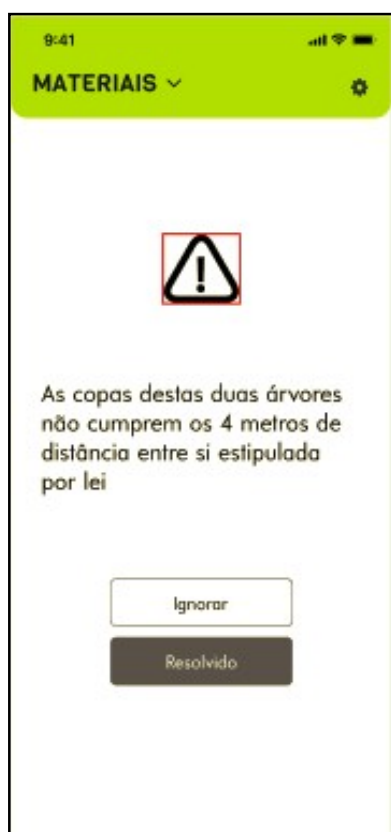 9:41
MATERIAIS
!
As copas destas duas árvores
não cumprem os 4 metros de
distância entre si estipulada
por lei
Ignorar
Resolvido